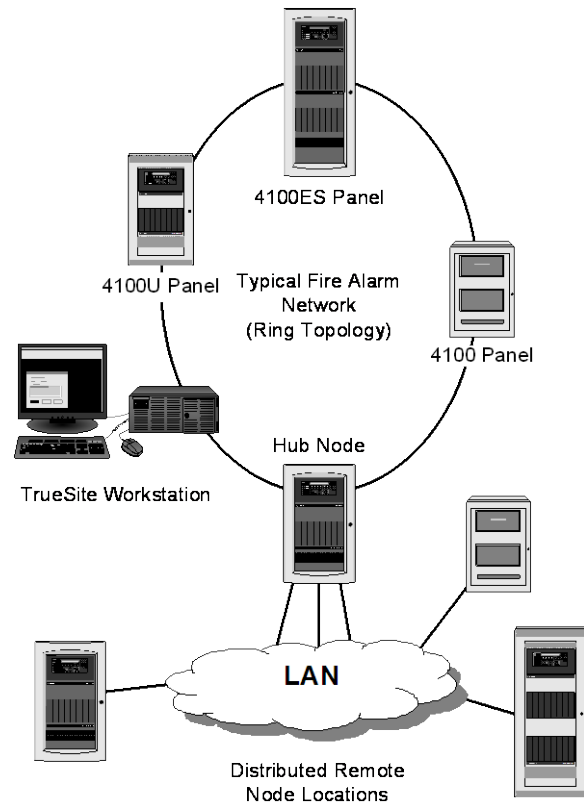 4100ES Panel
4100U Panel
Typical Fire Alarm
Network
(Ring Topology)
4100 Panel
Hub Node
TrueSite Workstation
LAN
Distributed Remote
Node Locations